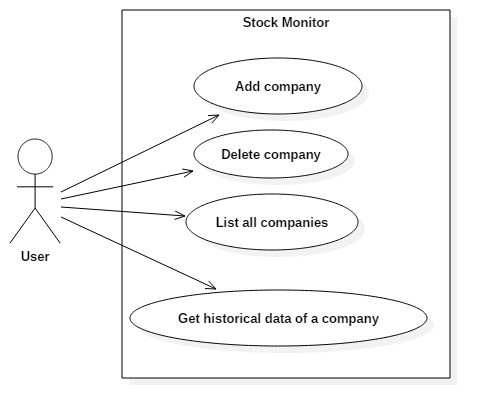 Stock Monitor
Add company
Delete company
List all companies
User
Get historical data of a company